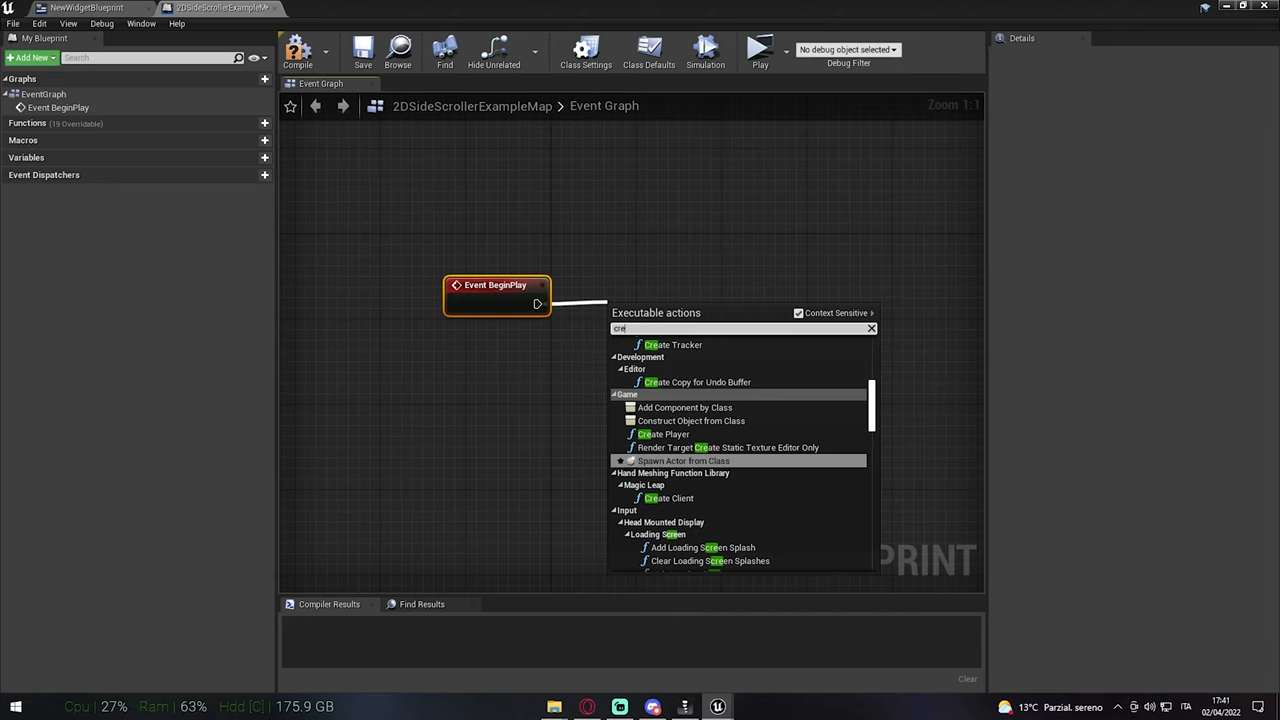 NewWidgetBlueprint
2DSideScrollerExampleMa
File Edit View Asset Debug Window Help
My Blueprint
Details
Add New
Search
Compile
Save
Browse
Find
Hide Unrelated
Class Settings
Class Defaults
Simulation
Play
No debug object selected
Debug Filter
Graphs
EventGraph
Event BeginPlay
Functions (19 Overridable)
Macros
Variables
Event Dispatchers
Event Graph
2DSideScrollerExampleMap > Event Graph
Zoom 1:1
Event BeginPlay
Executable actions
Context Sensitive
cre
Create Tracker
Development
Editor
Create Copy for Undo Buffer
Game
Add Component by Class
Construct Object from Class
Create Player
Render Target Create Static Texture Editor Only
Spawn Actor from Class
Hand Meshing Function Library
Magic Leap
Create Client
Input
Head Mounted Display
Loading Screen
Add Loading Screen Splash
Clear Loading Screen Splashes
PRINT
Compiler Results
Find Results
Clear
Cpu | 27% Ram | 63% Hdd [C] | 175.9 GB
13°C Parzial. sereno
ITA
17:41
02/04/2022